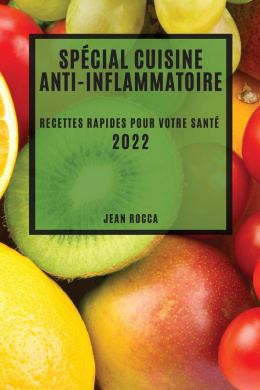 SPÉCIAL CUISINE
ANTI-INFLAMMATOIRE
RECETTES RAPIDES POUR VOTRE SANTÉ
2022
JEAN ROCCA